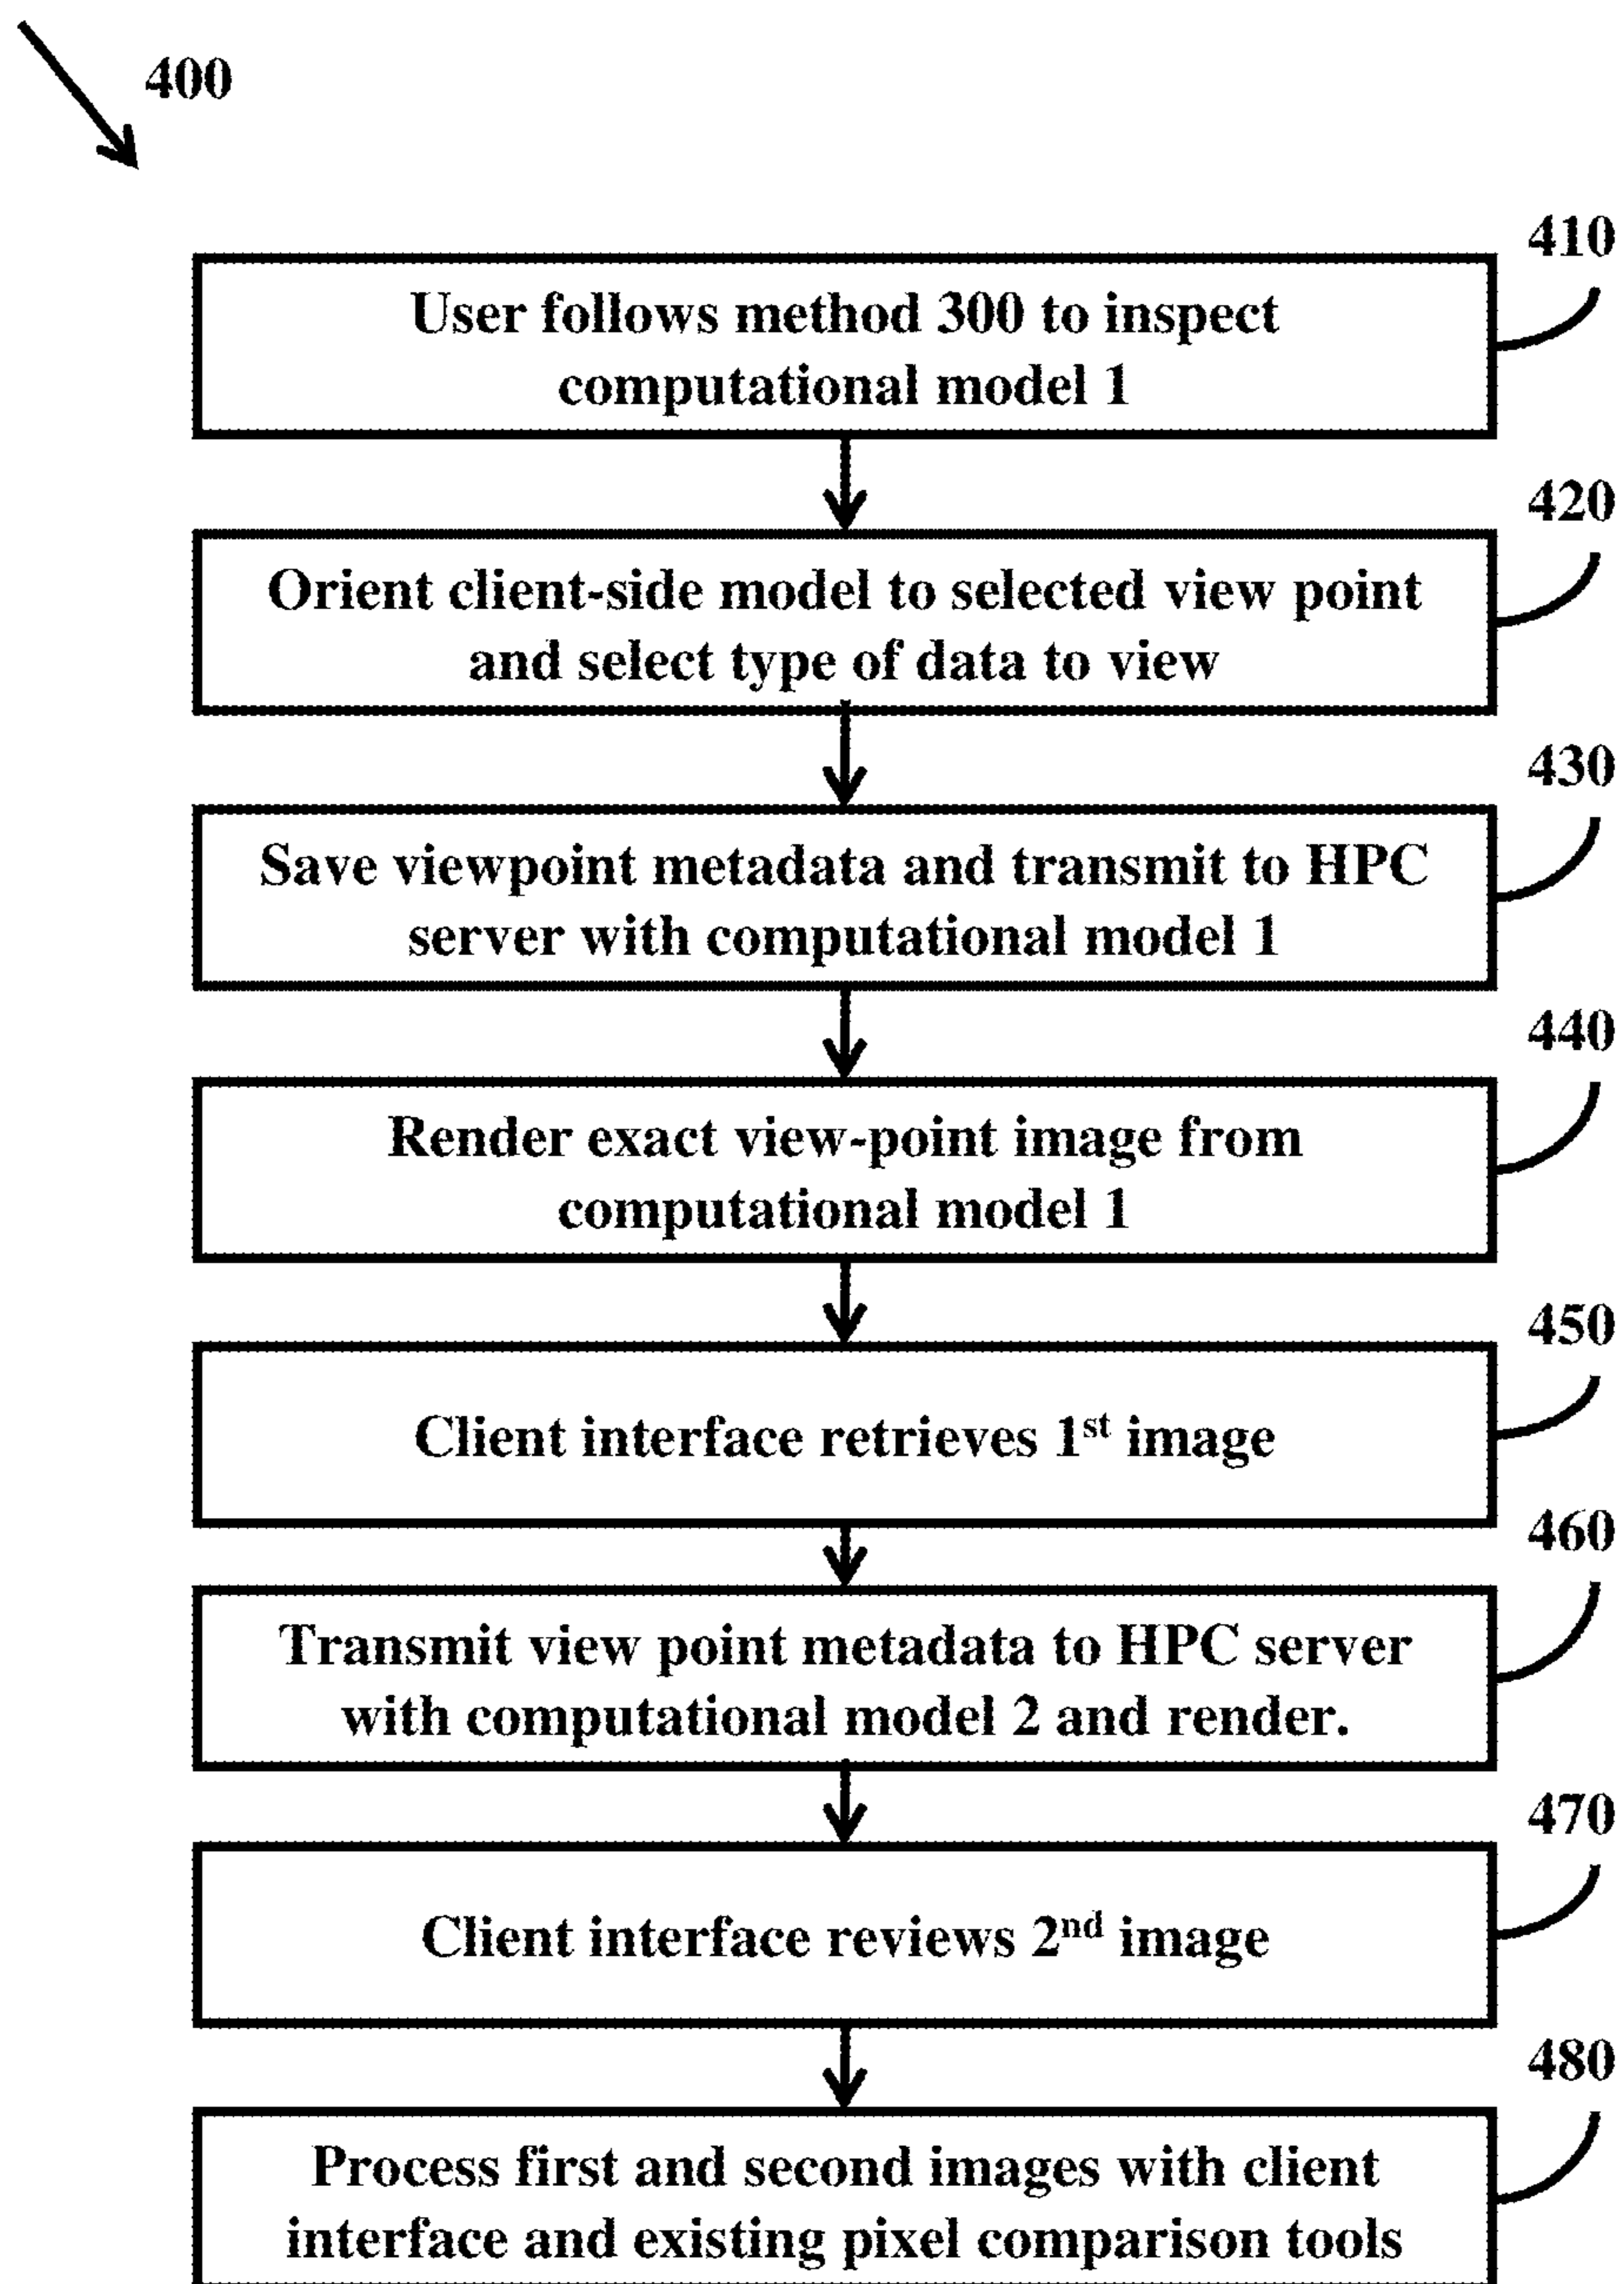 400
410
User follows method 300 to inspect
computational model 1
420
Orient client-side model to selected view point
and select type of data to view
430
Save viewpoint metadata and transmit to HPC
server with computational model 1
440
Render exact view-point image from
computational model 1
450
Client interface retrieves 1st image
460
Transmit view point metadata to HPC server
with computational model 2 and render.
470
Client interface reviews 2nd image
480
Process first and second images with client
interface and existing pixel comparison tools